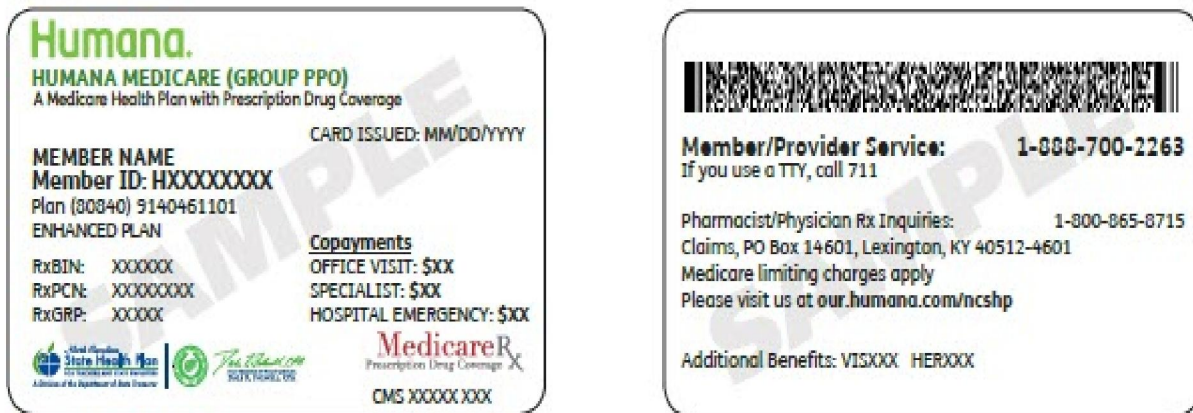 Humana.
HUMANA MEDICARE (GROUP PPO)
A Medicare Health Plan with Prescription Drug Coverage
CARD ISSUED: MM/DD/YYYY
MEMBER NAME
Member ID: HXXXXXXXX
Plan (80840) 9140461101
ENHANCED PLAN
Copayments
RxBIN: XXXXXX OFFICE VISIT: $XX
RxPCN: XXXXXXXX SPECIALIST: $XX
RxGRP: XXXXX HOSPITAL EMERGENCY: $XX
State Health Plan
MedicareRx
Prescription Drug Coverage
CMS XXXXX XXX
SAMPLE
Member/Provider Service: 1-888-700-2263
If you use a TTY, call 711
Pharmacist/Physician Rx Inquiries: 1-800-865-8715
Claims, PO Box 14601, Lexington, KY 40512-4601
Medicare limiting charges apply
Please visit us at our.humana.com/ncshp
Additional Benefits: VISXXX HERXXX
SAMPLE